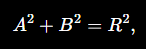 A² + B² = R²,